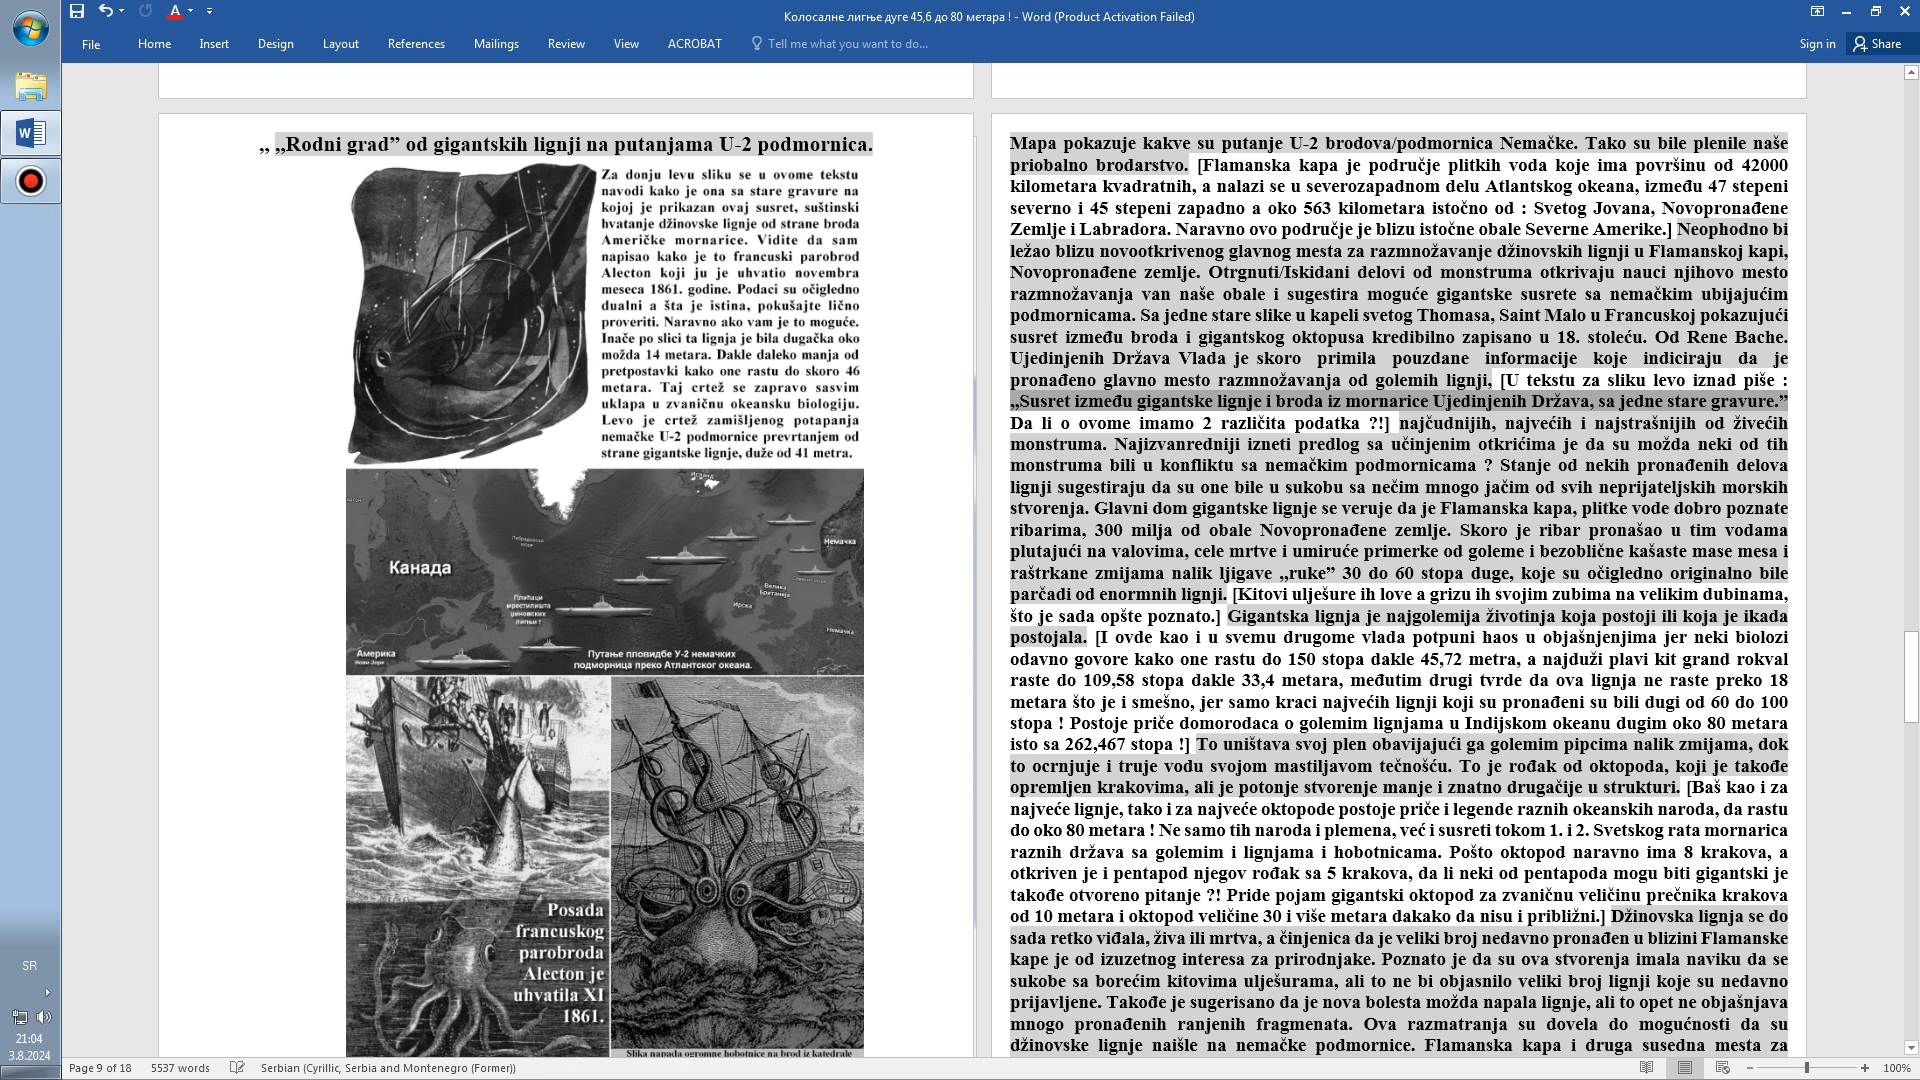 Колосалне лигње дуге 45,6 до 80 метара ! - Word (Product Activation Failed)
File Home Insert Design Layout References Mailings Review View ACROBAT Tell me what you want to do... Sign in Share
„ „Rodni grad” od gigantskih lignji na putanjama U-2 podmornica.
Za donju levu sliku se u ovome tekstu
navodi kako je ona sa stare gravure na
kojoj je prikazan ovaj susret, suštinski
hvatanje džinovske lignje od strane broda
Američke mornarice. Vidite da sam
napisao kako je to francuski parobrod
Alecton koji ju je uhvatio novembra
meseca 1861. godine. Podaci su očigledno
dualni a šta je istina, pokušajte lično
proveriti. Naravno ako vam je to moguće.
Inače po slici ta lignja je bila dugačka oko
možda 14 metara. Dakle daleko manja od
pretpostavki kako one rastu do skoro 46
metara. Taj crtež se zapravo sasvim
uklapa u zvaničnu okeansku biologiju.
Levo je crtež zamišljenog potapanja
nemačke U-2 podmornice prevrtanjem od
strane gigantske lignje, duže od 41 metra.
Исланд
Лабрадорско
море
Немачка
Канада
Велика
Британија
Плићаци
мрестилишта
џиновских
лигњи !
Ирска
Немачка
Америка
Нови Јорк
Путање пловидбе У-2 немачких
подморница преко Атлантског океана.
Posada
francuskog
parobroda
Alecton je
uhvatila XI
1861.
Slika napada ogromne hobotnice na brod iz katedrale
Mapa pokazuje kakve su putanje U-2 brodova/podmornica Nemačke. Tako su bile plenile naše
priobalno brodarstvo. [Flamanska kapa je područje plitkih voda koje ima površinu od 42000
kilometara kvadratnih, a nalazi se u severozapadnom delu Atlantskog okeana, između 47 stepeni
severno i 45 stepeni zapadno a oko 563 kilometara istočno od : Svetog Jovana, Novopronađene
Zemlje i Labradora. Naravno ovo područje je blizu istočne obale Severne Amerike.] Neophodno bi
ležao blizu novootkrivenog glavnog mesta za razmnožavanje džinovskih lignji u Flamanskoj kapi,
Novopronađene zemlje. Otrgnuti/Iskidani delovi od monstruma otkrivaju nauci njihovo mesto
razmnožavanja van naše obale i sugestira moguće gigantske susrete sa nemačkim ubijajućim
podmornicama. Sa jedne stare slike u kapeli svetog Thomasa, Saint Malo u Francuskoj pokazujući
susret između broda i gigantskog oktopusa kredibilno zapisano u 18. stoleću. Od Rene Bache.
Ujedinjenih Država Vlada je skoro primila pouzdane informacije koje indiciraju da je
pronađeno glavno mesto razmnožavanja od golemih lignji, [U tekstu za sliku levo iznad piše :
„Susret između gigantske lignje i broda iz mornarice Ujedinjenih Država, sa jedne stare gravure.”
Da li o ovome imamo 2 različita podatka ?!] najčudnijih, najvećih i najstrašnijih od živećih
monstruma. Najizvanredniji izneti predlog sa učinjenim otkrićima je da su možda neki od tih
monstruma bili u konfliktu sa nemačkim podmornicama ? Stanje od nekih pronađenih delova
lignji sugestiraju da su one bile u sukobu sa nečim mnogo jačim od svih neprijateljskih morskih
stvorenja. Glavni dom gigantske lignje se veruje da je Flamanska kapa, plitke vode dobro poznate
ribarima, 300 milja od obale Novopronađene zemlje. Skoro je ribar pronašao u tim vodama
plutajući na valovima, cele mrtve i umiruće primerke od goleme i bezoblične kašaste mase mesa i
raštrkane zmijama nalik ljigave „ruke” 30 do 60 stopa duge, koje su očigledno originalno bile
parčadi od enormnih lignji. [Kitovi ulješure ih love a grizu ih svojim zubima na velikim dubinama,
što je sada opšte poznato.] Gigantska lignja je najgolemija životinja koja postoji ili koja je ikada
postojala. [I ovde kao i u svemu drugome vlada potpuni haos u objašnjenjima jer neki biolozi
odavno govore kako one rastu do 150 stopa dakle 45,72 metra, a najduži plavi kit grand rokval
raste do 109,58 stopa dakle 33,4 metara, međutim drugi tvrde da ova lignja ne raste preko 18
metara što je i smešno, jer samo kraci najvećih lignji koji su pronađeni su bili dugi od 60 do 100
stopa ! Postoje priče domorodaca o golemim lignjama u Indijskom okeanu dugim oko 80 metara
isto sa 262,467 stopa !] To uništava svoj plen obavijajući ga golemim pipcima nalik zmijama, dok
to ocrnjuje i truje vodu svojom mastiljavom tečnošću. To je rođak od oktopoda, koji je takođe
opremljen krakovima, ali je potonje stvorenje manje i znatno drugačije u strukturi. [Baš kao i za
najveće lignje, tako i za najveće oktopode postoje priče i legende raznih okeanskih naroda, da rastu
do oko 80 metara ! Ne samo tih naroda i plemena, već i susreti tokom 1. i 2. Svetskog rata mornarica
raznih država sa golemim i lignjama i hobotnicama. Pošto oktopod naravno ima 8 krakova, a
otkriven je i pentapod njegov rođak sa 5 krakova, da li neki od pentapoda mogu biti gigantski je
takođe otvoreno pitanje ?! Pride pojam gigantski oktopod za zvaničnu veličinu prečnika krakova
od 10 metara i oktopod veličine 30 i više metara dakako da nisu i približni.] Džinovska lignja se do
sada retko viđala, živa ili mrtva, a činjenica da je veliki broj nedavno pronađen u blizini Flamanske
kape je od izuzetnog interesa za prirodnjake. Poznato je da su ova stvorenja imala naviku da se
sukobe sa borećim kitovima ulješurama, ali to ne bi objasnilo veliki broj lignji koje su nedavno
prijavljene. Takođe je sugerisano da je nova bolesta možda napala lignje, ali to opet ne objašnjava
mnogo pronađenih ranjenih fragmenata. Ova razmatranja su dovela do mogućnosti da su
džinovske lignje naišle na nemačke podmornice. Flamanska kapa i druga susedna mesta za
SR
21:04
3.8.2024
Page 9 of 18 5537 words Serbian (Cyrillic, Serbia and Montenegro (Former)) 100%